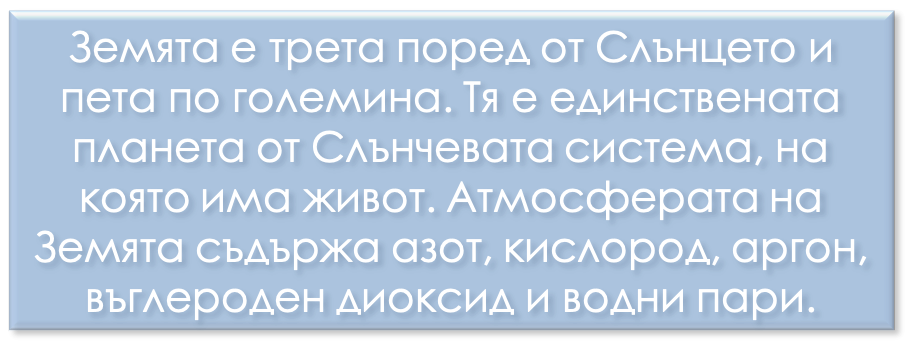 Земята е трета поред от Слънцето и
пета по големина. Тя е единствената
планета от Слънчевата система, на
която има живот. Атмосферата на
Земята съдържа азот, кислород, аргон,
въглероден диоксид и водни пари.